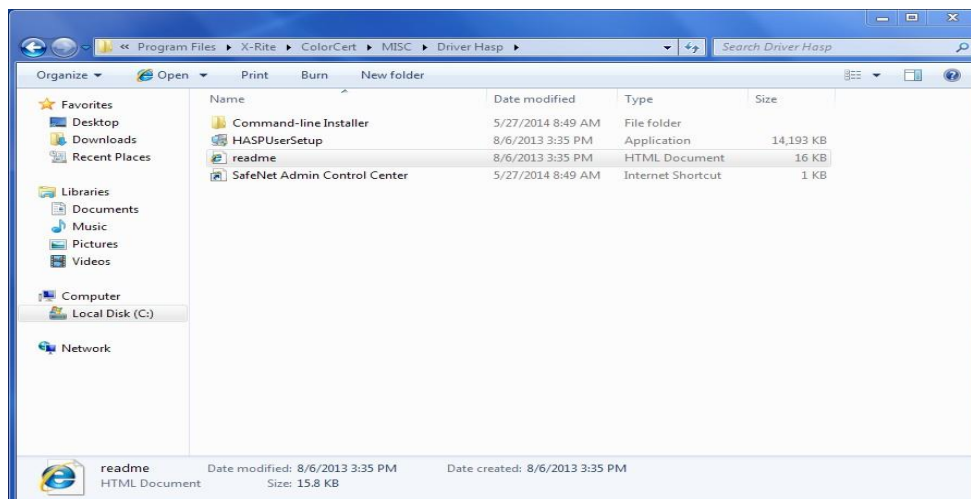 « Program Files ▸ X-Rite ▸ ColorCert ▸ MISC ▸ Driver Hasp ▸ Search Driver Hasp
Organize Open Print Burn New folder
Favorites
Desktop
Downloads
Recent Places
Libraries
Documents
Music
Pictures
Videos
Computer
Local Disk (C:)
Network
Name Date modified Type Size
Command-line Installer 5/27/2014 8:49 AM File folder
HASPUserSetup 8/6/2013 3:35 PM Application 14,193 KB
readme 8/6/2013 3:35 PM HTML Document 16 KB
SafeNet Admin Control Center 5/27/2014 8:49 AM Internet Shortcut 1 KB
readme Date modified: 8/6/2013 3:35 PM Date created: 8/6/2013 3:35 PM
HTML Document Size: 15.8 KB